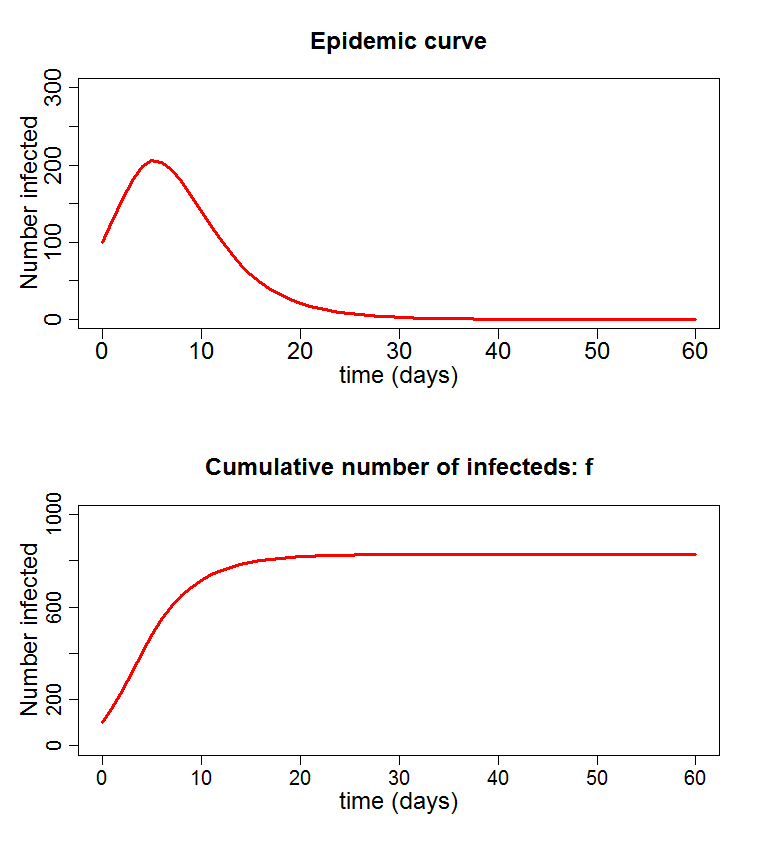 Epidemic curve
Number infected
300
200
100
0
0 10 20 30 40 50 60
time (days)
Cumulative number of infecteds: f
Number infected
1000
600
200
0
0 10 20 30 40 50 60
time (days)